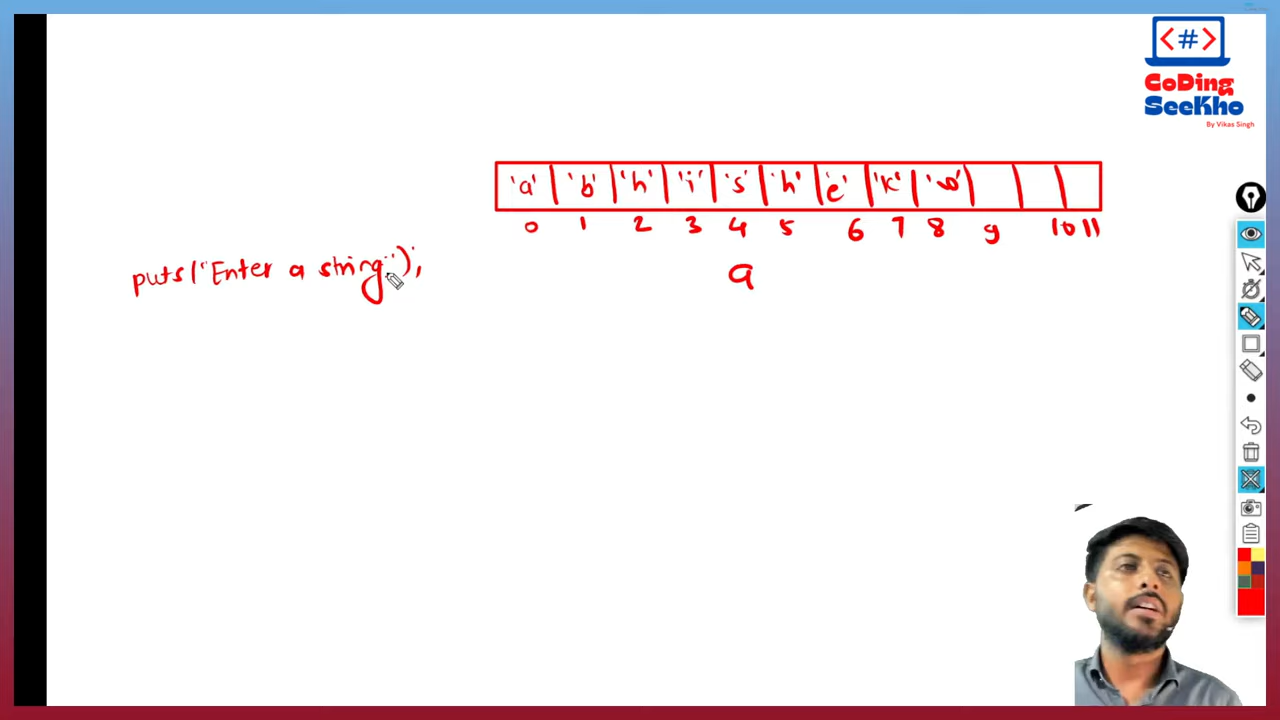 <#>
CoDing
SeeKho
By Vikas Singh
'a' 'b' 'h' 'i' 's' 'h' 'e' 'k' '\0'
0 1 2 3 4 5 6 7 8 9 10 11
puts("Enter a string");
a